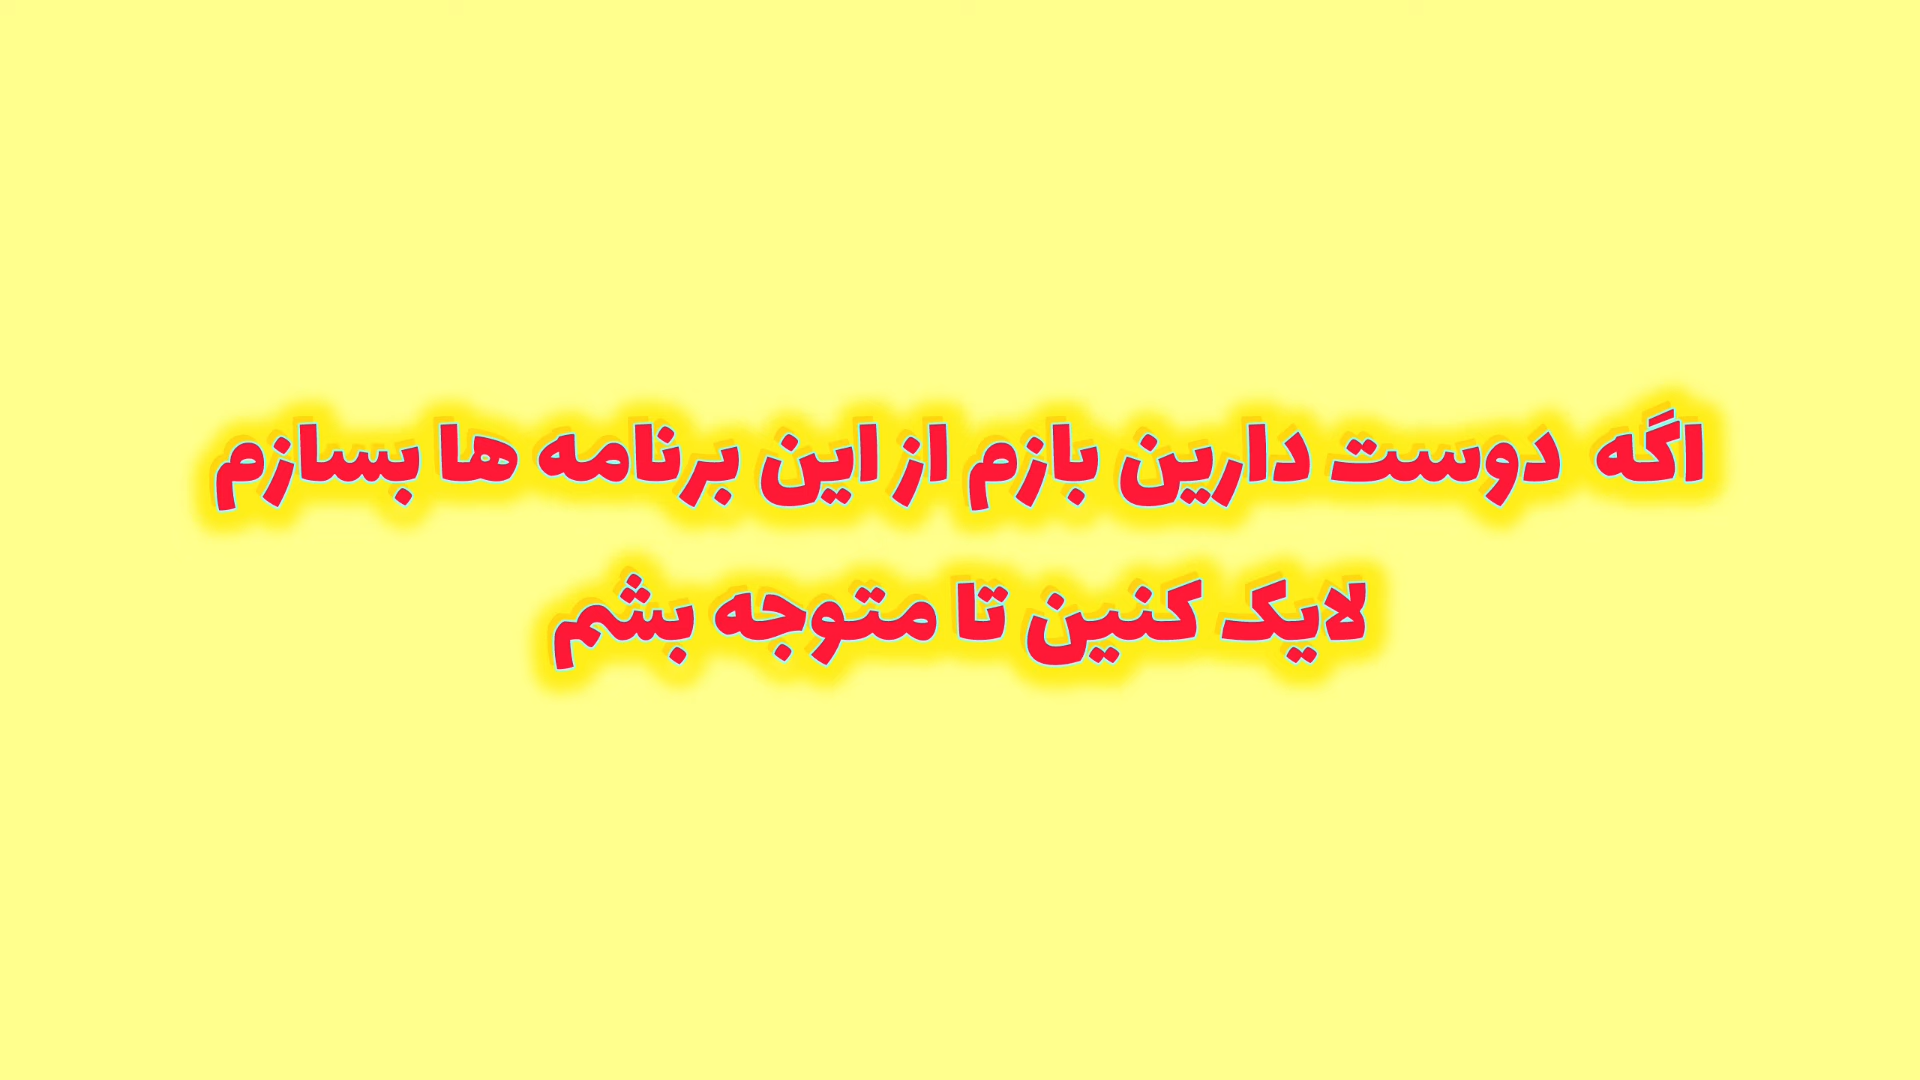 اگه دوست دارین بازم از این برنامه ها بسازم
لایک کنین تا متوجه بشم